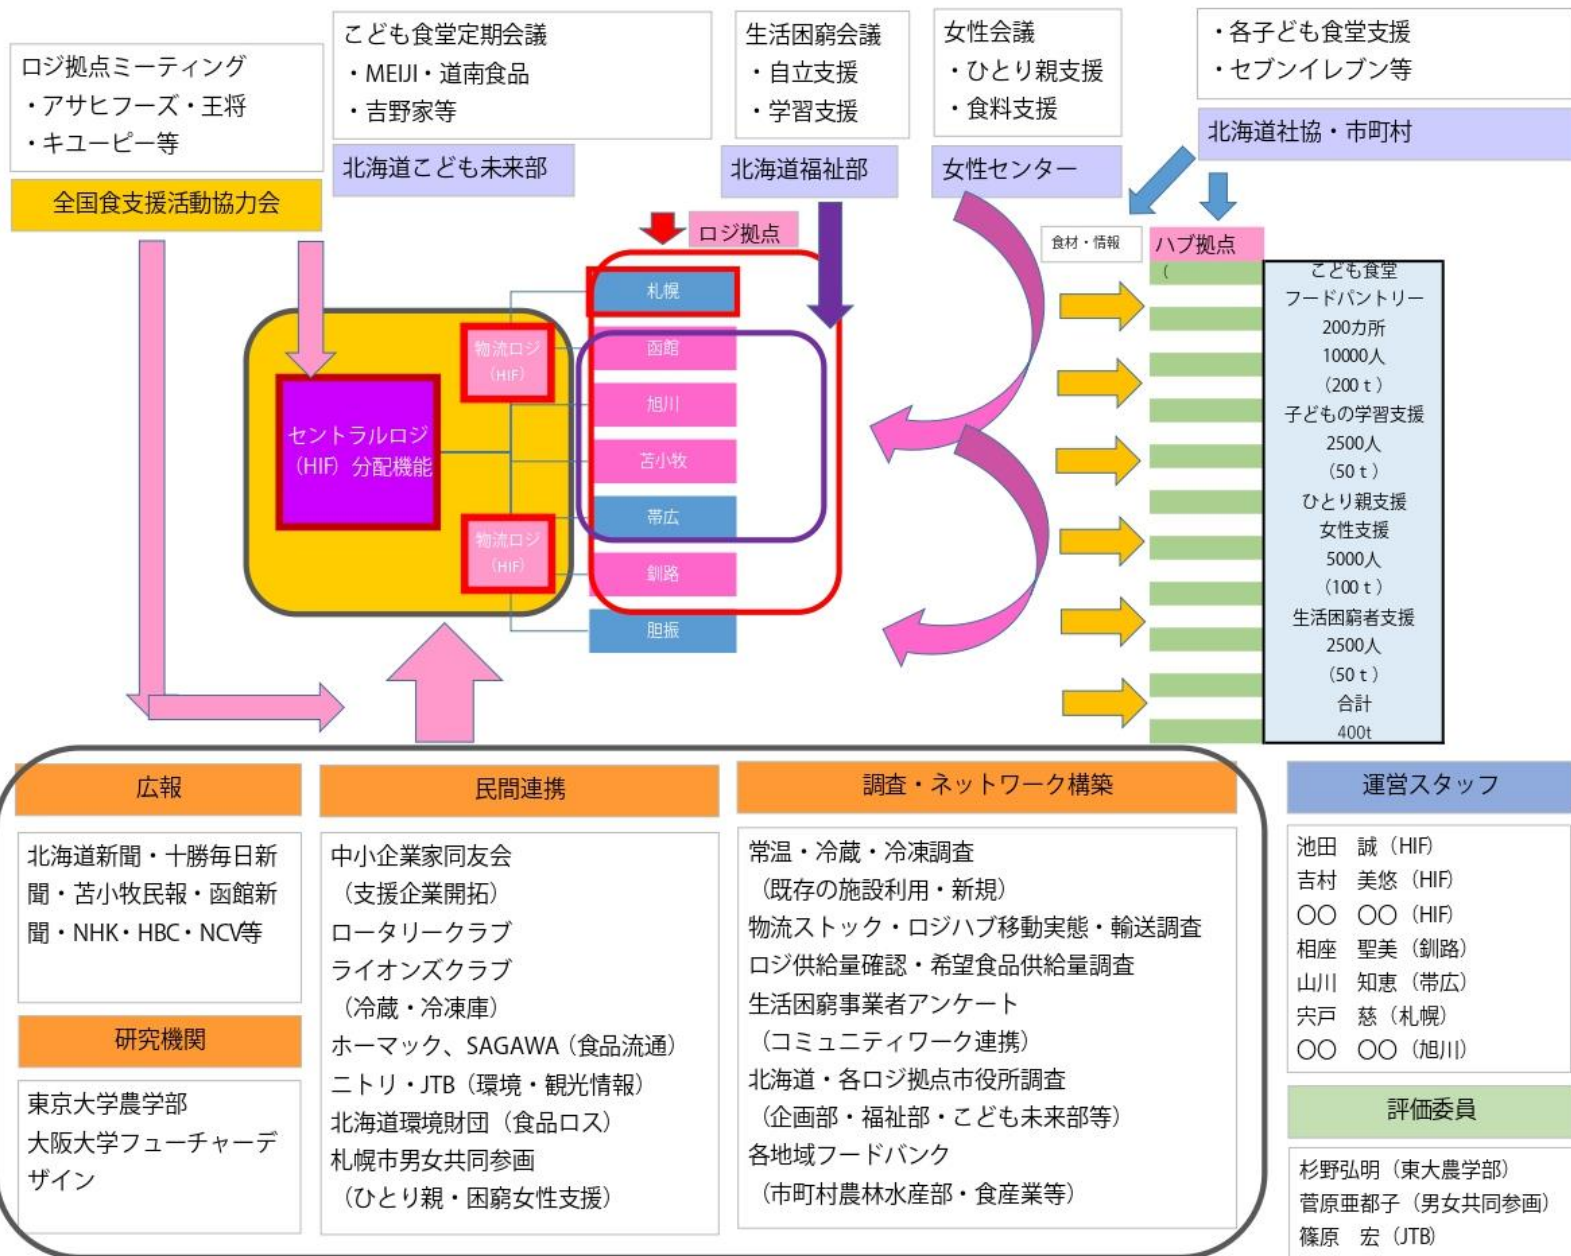 ロジ拠点ミーティング
・アサヒフーズ・王将
・キユーピー等
全国食支援活動協力会
こども食堂定期会議
・MEIJI・道南食品
・吉野家等
北海道こども未来部
生活困窮会議
・自立支援
・学習支援
北海道福祉部
女性会議
・ひとり親支援
・食料支援
女性センター
・各子ども食堂支援
・セブンイレブン等
北海道社協・市町村
ロジ拠点
食材・情報
ハブ拠点
(
札幌
函館
旭川
苫小牧
帯広
釧路
胆振
物流ロジ
(HIF)
セントラルロジ
(HIF) 分配機能
物流ロジ
(HIF)
こども食堂
フードパントリー
200カ所
10000人
(200ｔ)
子どもの学習支援
2500人
(50ｔ)
ひとり親支援
女性支援
5000人
(100ｔ)
生活困窮者支援
2500人
(50ｔ)
合計
400t
広報
北海道新聞・十勝毎日新
聞・苫小牧民報・函館新
聞・NHK・HBC・NCV等
研究機関
東京大学農学部
大阪大学フューチャーデ
ザイン
民間連携
中小企業家同友会
(支援企業開拓)
ロータリークラブ
ライオンズクラブ
(冷蔵・冷凍庫)
ホーマック、SAGAWA (食品流通)
ニトリ・JTB (環境・観光情報)
北海道環境財団 (食品ロス)
札幌市男女共同参画
(ひとり親・困窮女性支援)
調査・ネットワーク構築
常温・冷蔵・冷凍調査
(既存の施設利用・新規)
物流ストック・ロジハブ移動実態・輸送調査
ロジ供給量確認・希望食品供給量調査
生活困窮事業者アンケート
(コミュニティワーク連携)
北海道・各ロジ拠点市役所調査
(企画部・福祉部・こども未来部等)
各地域フードバンク
(市町村農林水産部・食産業等)
運営スタッフ
池田　誠 (HIF)
吉村　美悠 (HIF)
〇〇　〇〇 (HIF)
相座　聖美 (釧路)
山川　知恵 (帯広)
宍戸　慈 (札幌)
〇〇　〇〇 (旭川)
評価委員
杉野弘明 (東大農学部)
菅原亜都子 (男女共同参画)
篠原　宏 (JTB)